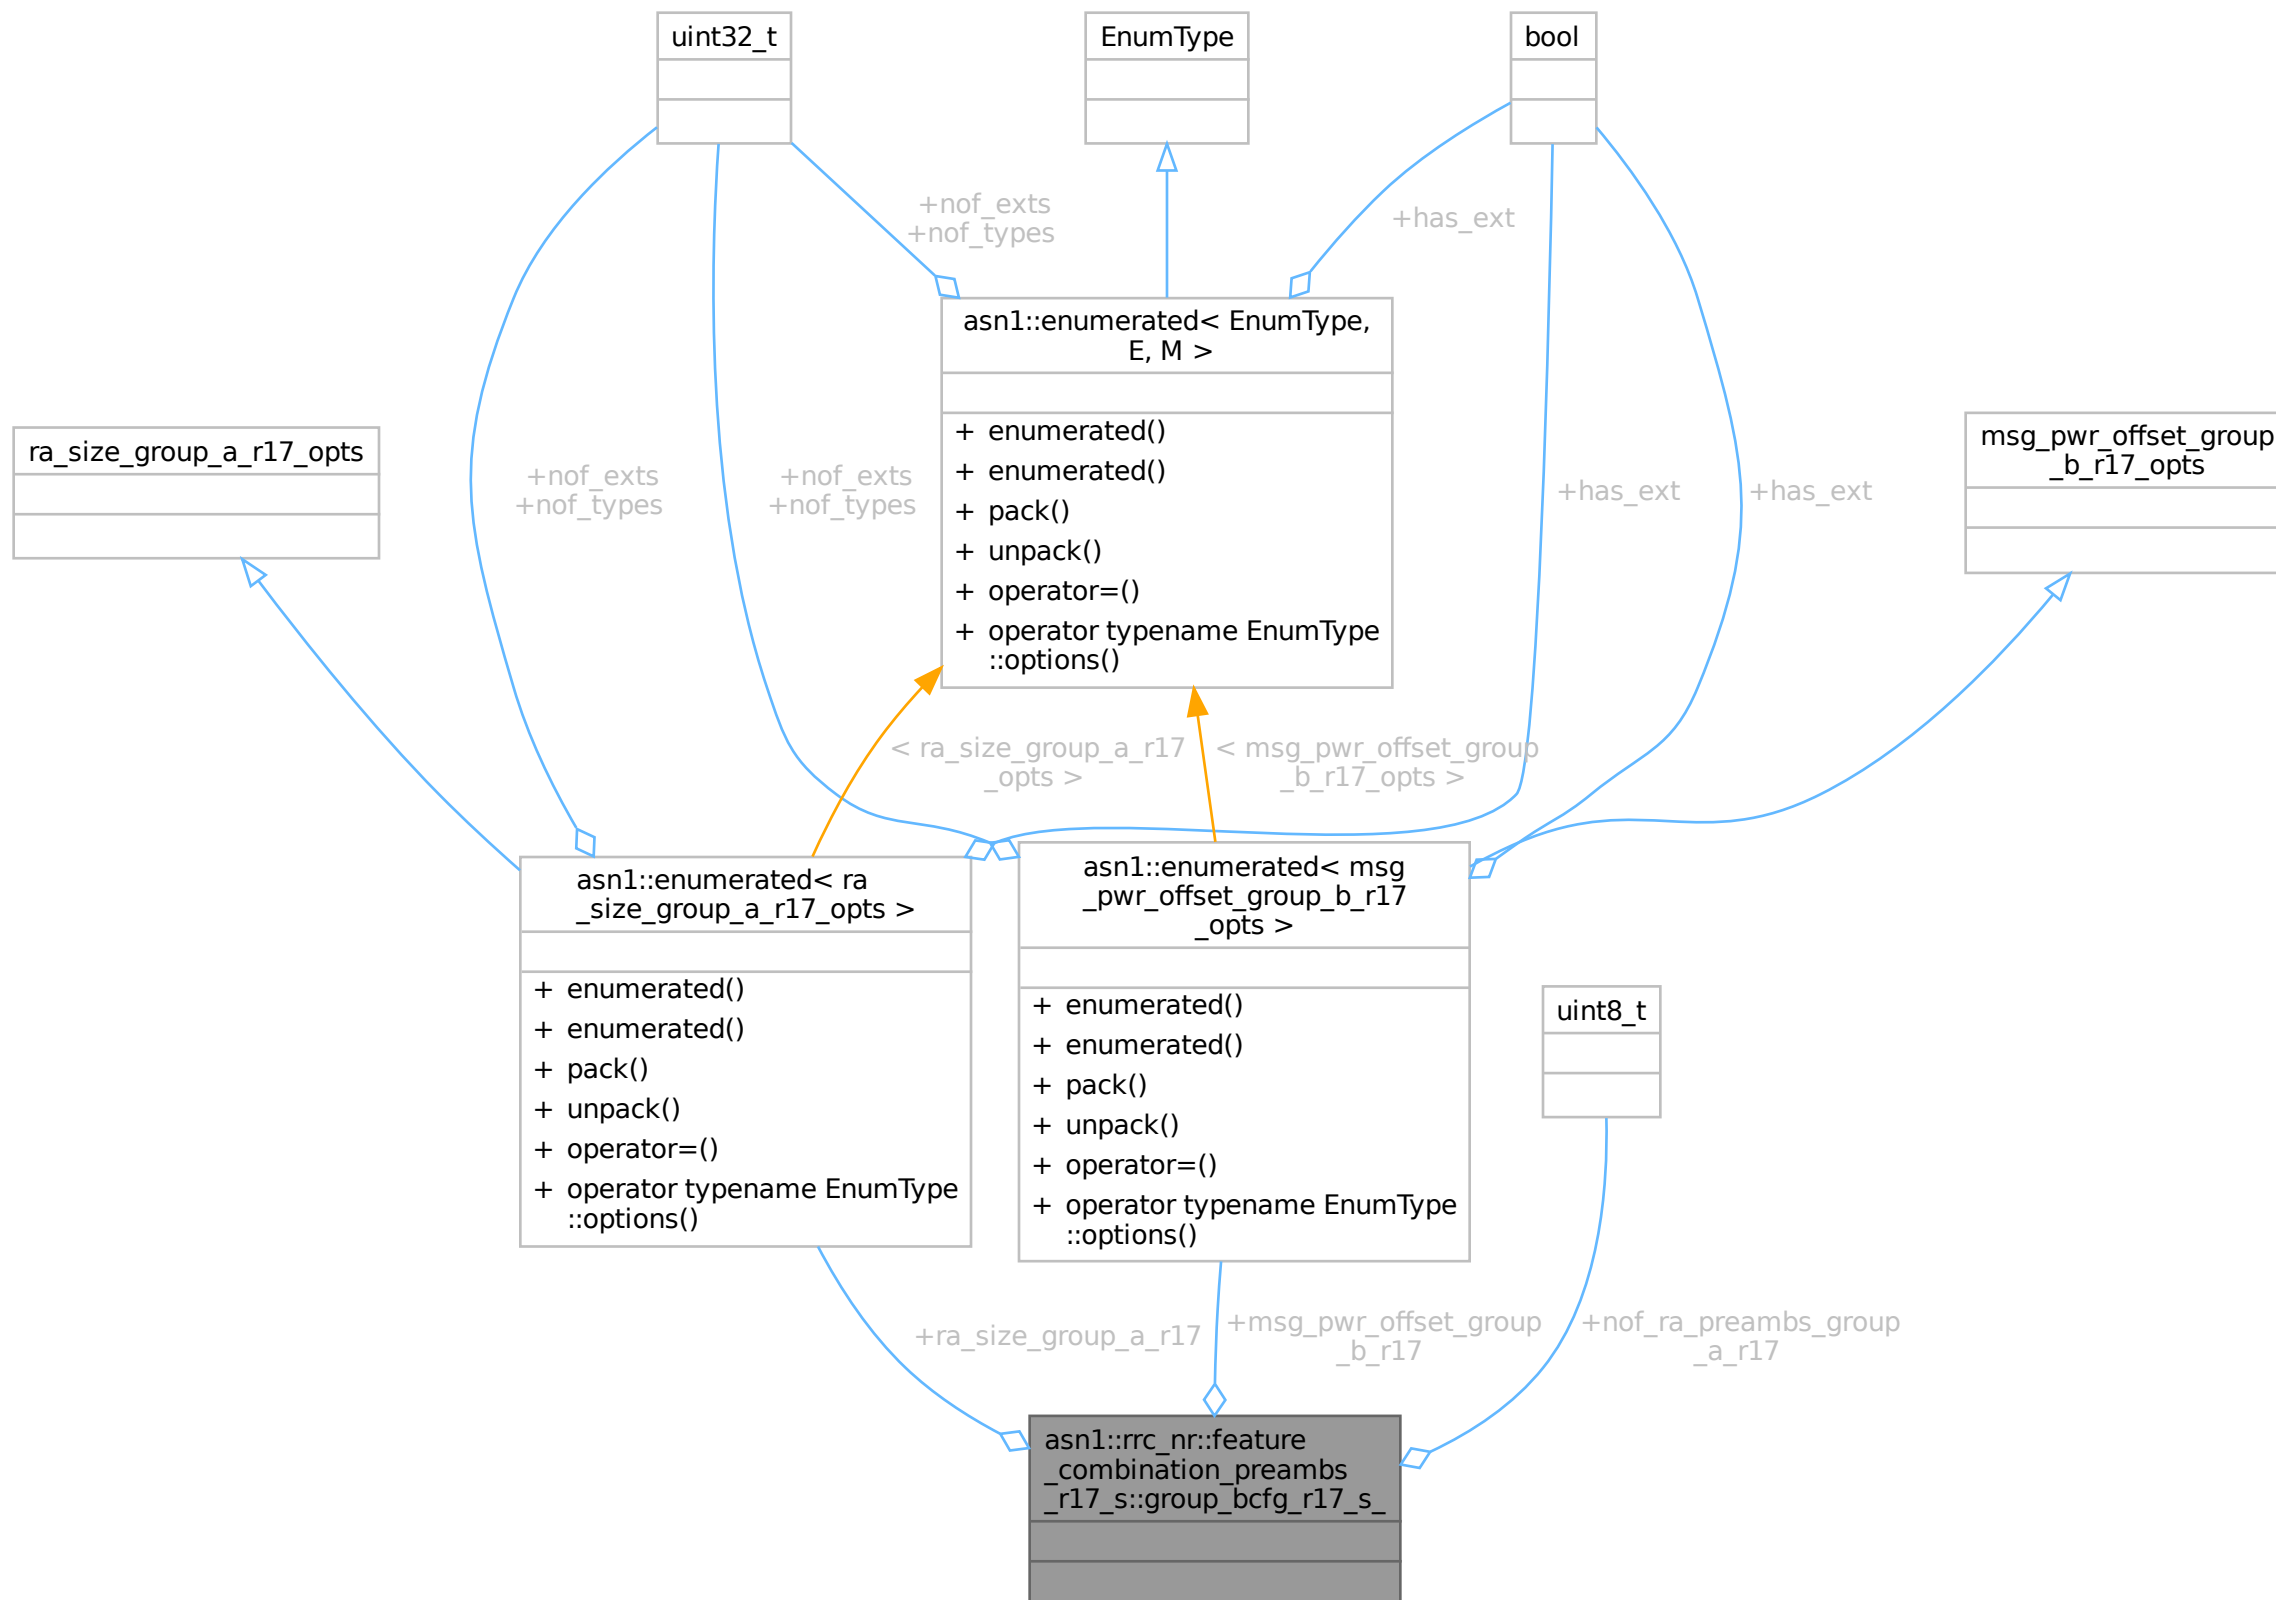 uint32_t
EnumType
bool
+nof_exts
+nof_types
+has_ext
asn1::enumerated< EnumType,
E, M >
+ enumerated()
+ enumerated()
+ pack()
+ unpack()
+ operator=()
+ operator typename EnumType
::options()
ra_size_group_a_r17_opts
msg_pwr_offset_group
_b_r17_opts
+nof_exts
+nof_types
+nof_exts
+nof_types
+has_ext
+has_ext
< ra_size_group_a_r17
_opts >
< msg_pwr_offset_group
_b_r17_opts >
asn1::enumerated< ra
_size_group_a_r17_opts >
+ enumerated()
+ enumerated()
+ pack()
+ unpack()
+ operator=()
+ operator typename EnumType
::options()
asn1::enumerated< msg
_pwr_offset_group_b_r17
_opts >
+ enumerated()
+ enumerated()
+ pack()
+ unpack()
+ operator=()
+ operator typename EnumType
::options()
uint8_t
+ra_size_group_a_r17
+msg_pwr_offset_group
_b_r17
+nof_ra_preambs_group
_a_r17
asn1::rrc_nr::feature
_combination_preambs
_r17_s::group_bcfg_r17_s_